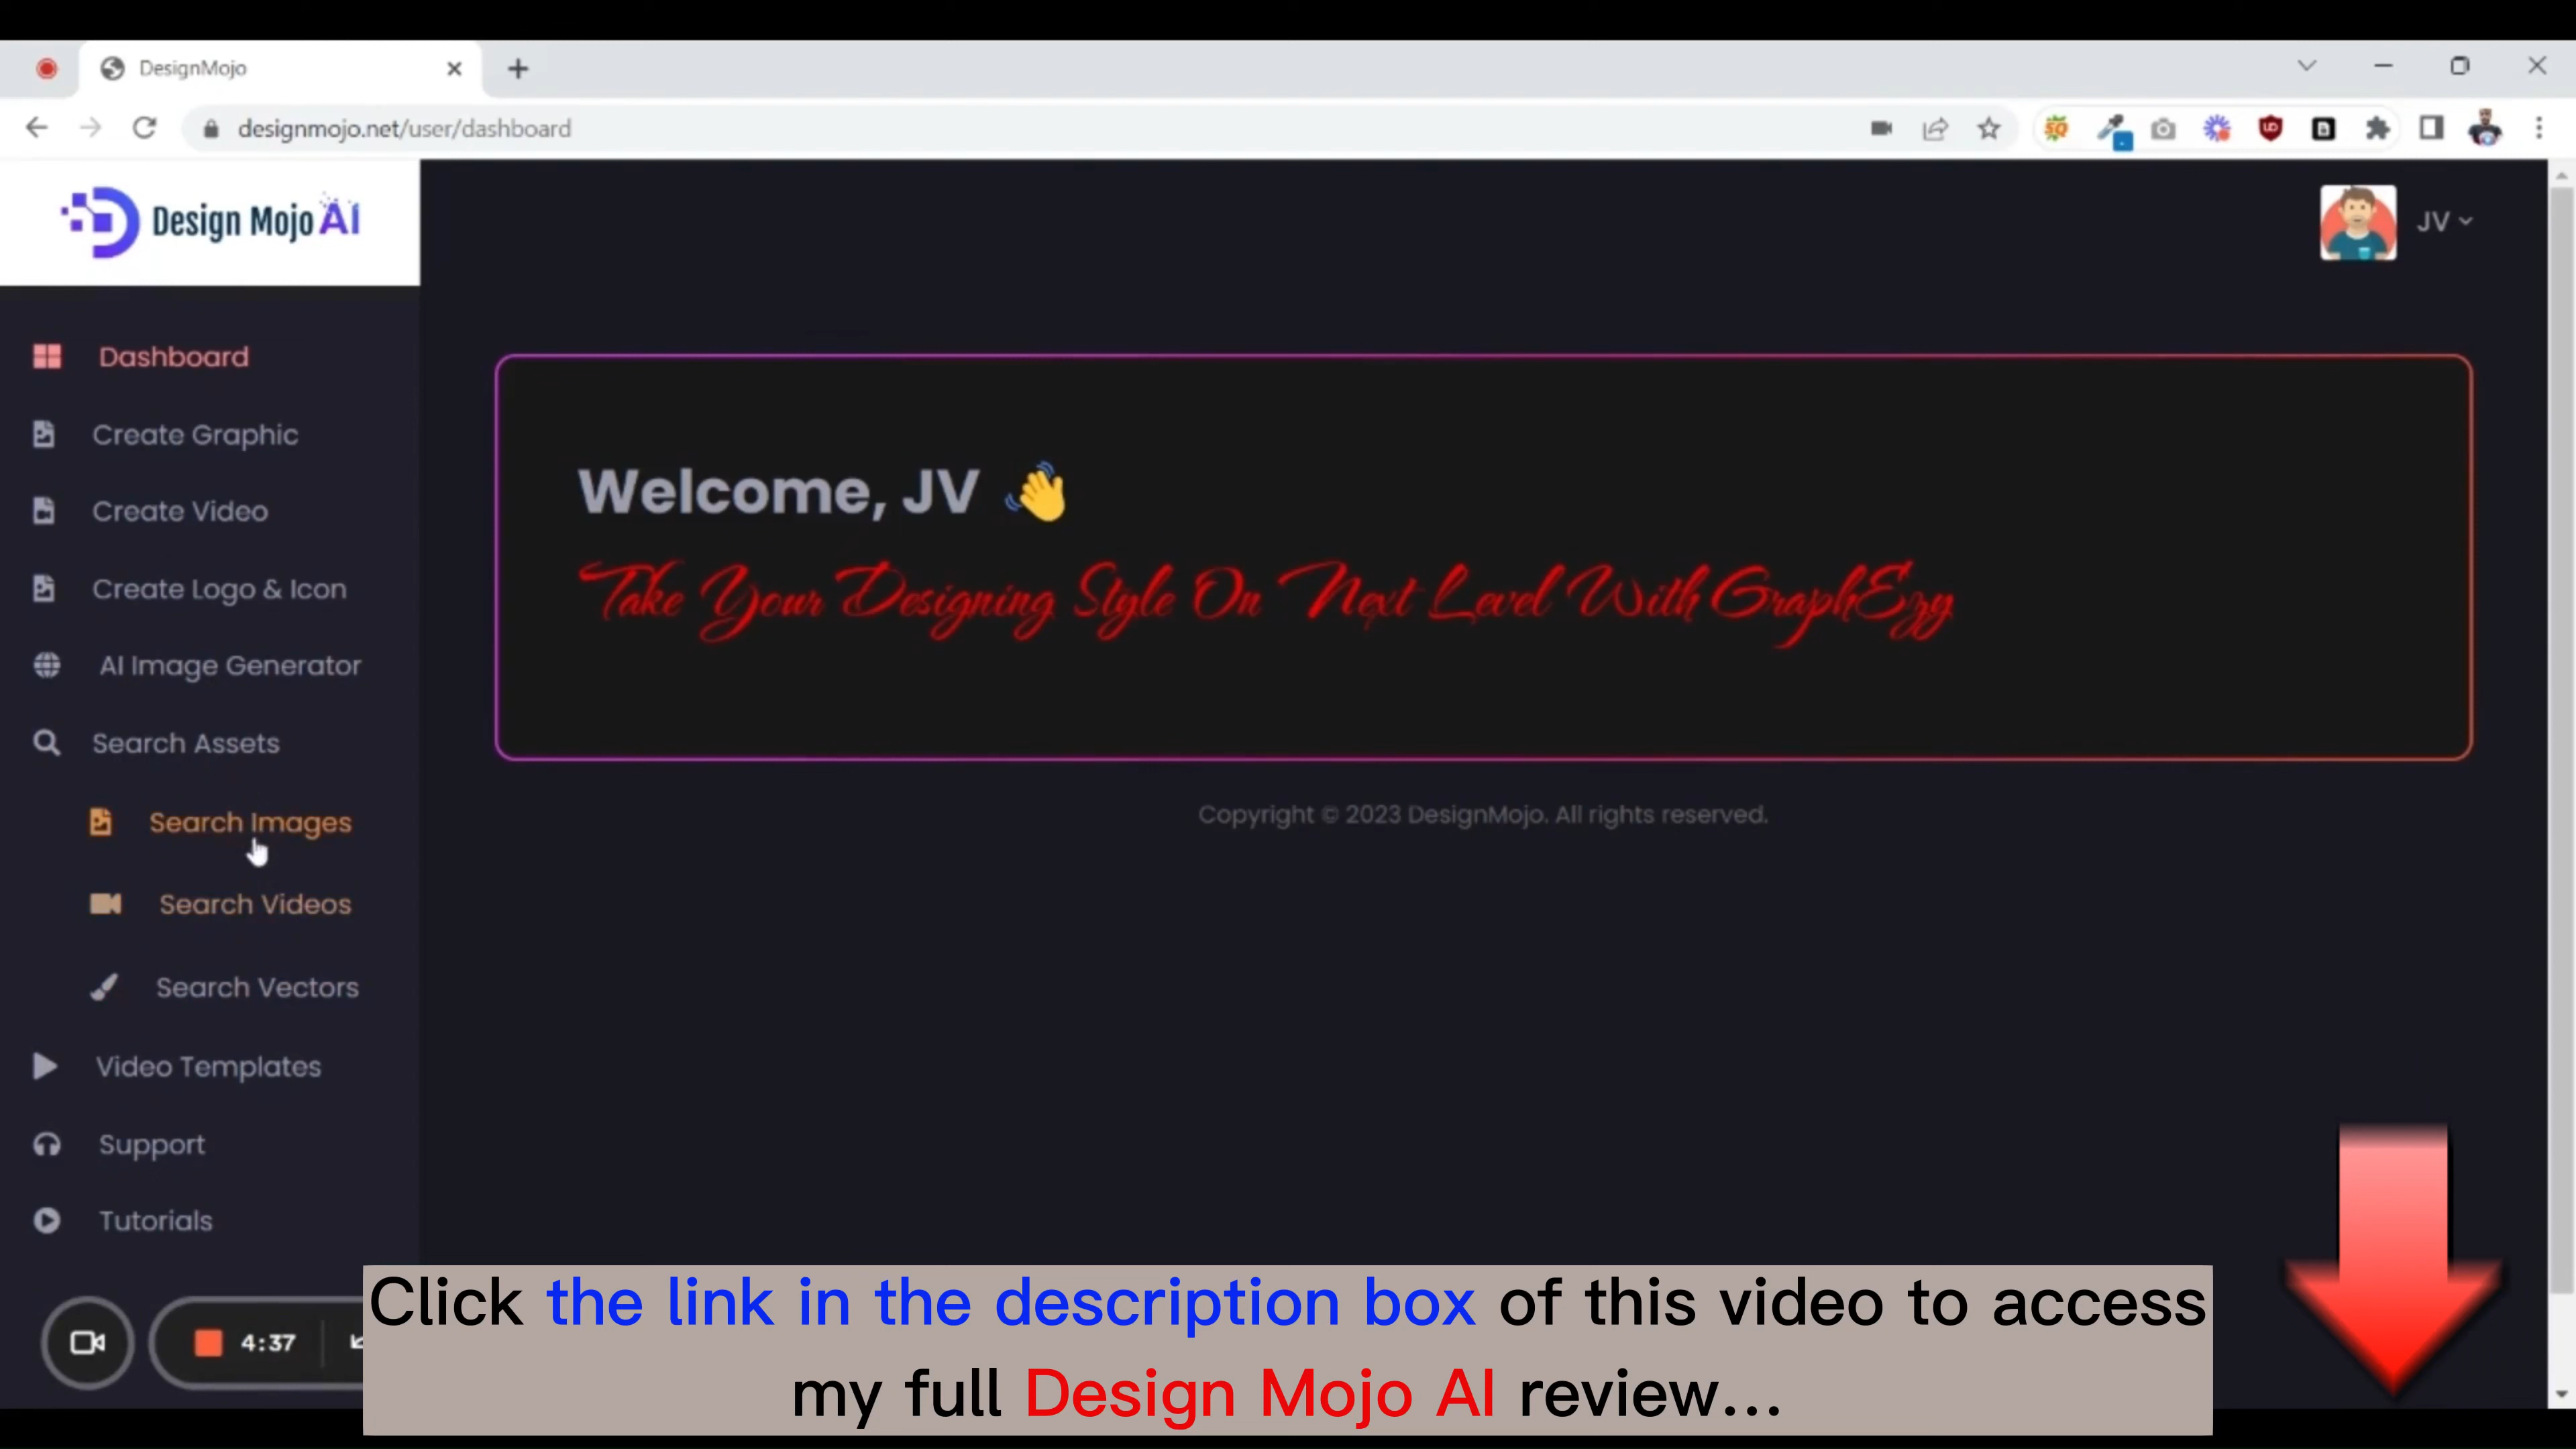 DesignMojo
designmojo.net/user/dashboard
Design Mojo AI
JV
Dashboard
Create Graphic
Create Video
Create Logo & Icon
AI Image Generator
Search Assets
Search Images
Search Videos
Search Vectors
Video Templates
Support
Tutorials
Welcome, JV 👋
Take Your Designing Style On Next Level With GraphEzy
Copyright © 2023 DesignMojo. All rights reserved.
4:37
Click the link in the description box of this video to access
my full Design Mojo AI review...